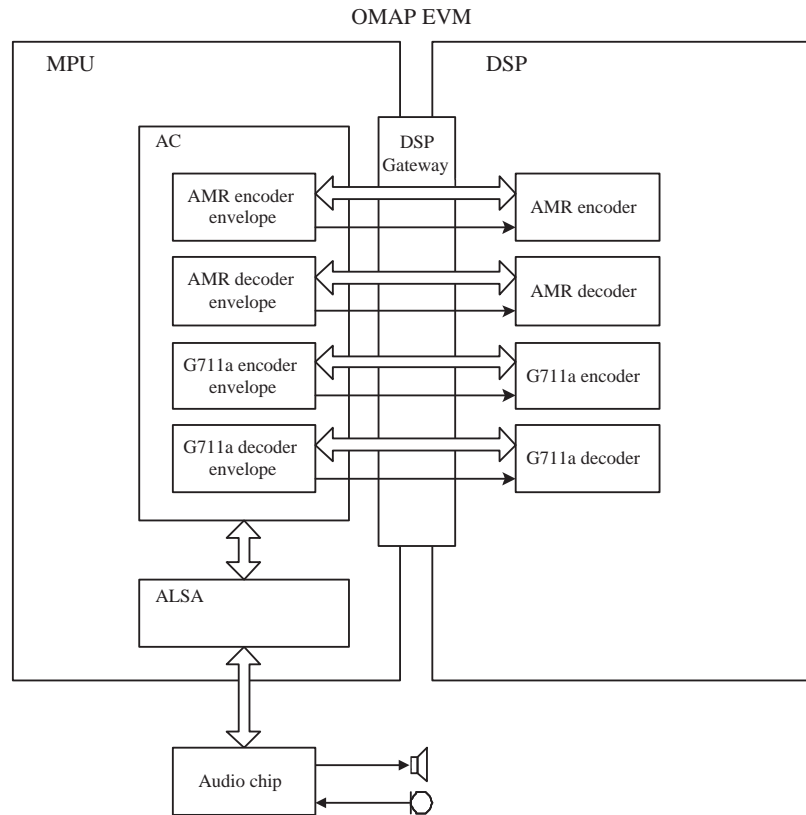 OMAP EVM
MPU
DSP
AC
DSP
Gateway
AMR encoder
envelope
AMR encoder
AMR decoder
envelope
AMR decoder
G711a encoder
envelope
G711a encoder
G711a decoder
envelope
G711a decoder
ALSA
Audio chip